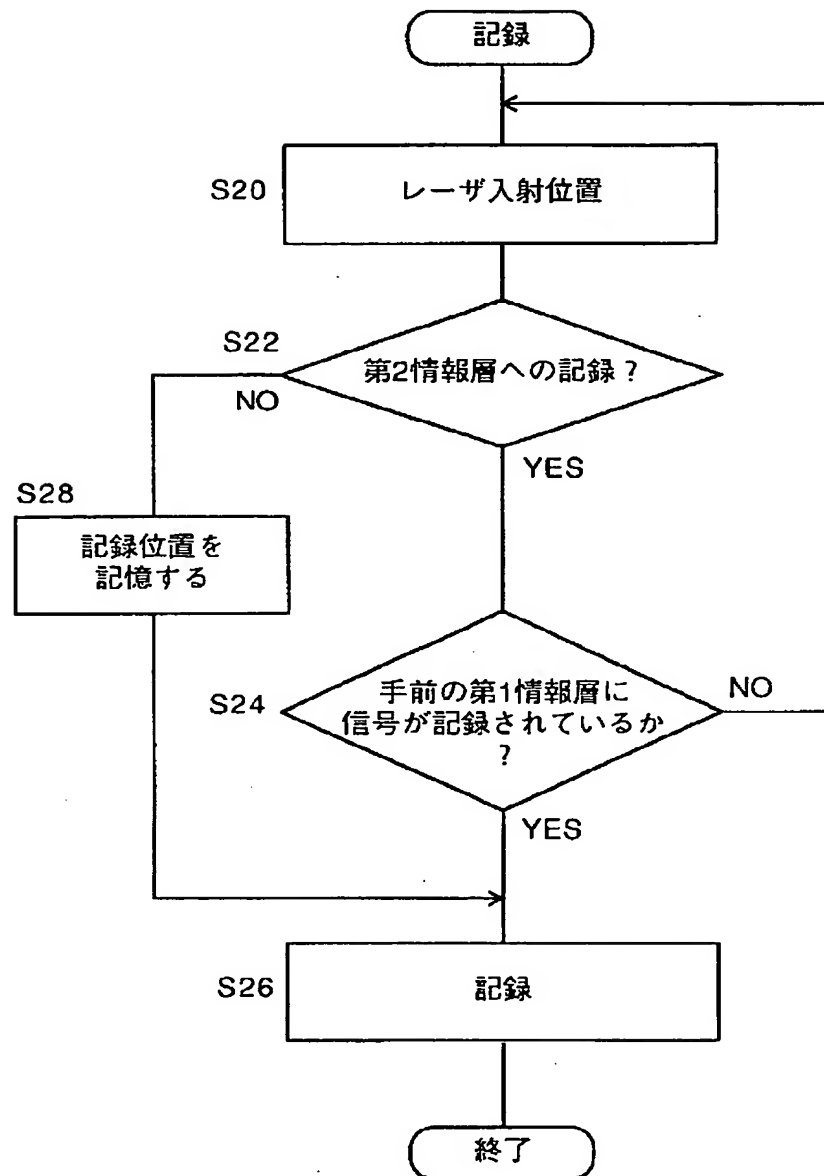 記録
S20
レーザ入射位置
S22
第2情報層への記録?
NO
YES
S28
記録位置を
記憶する
S24
手前の第1情報層に
信号が記録されているか
?
NO
YES
S26
記録
終了